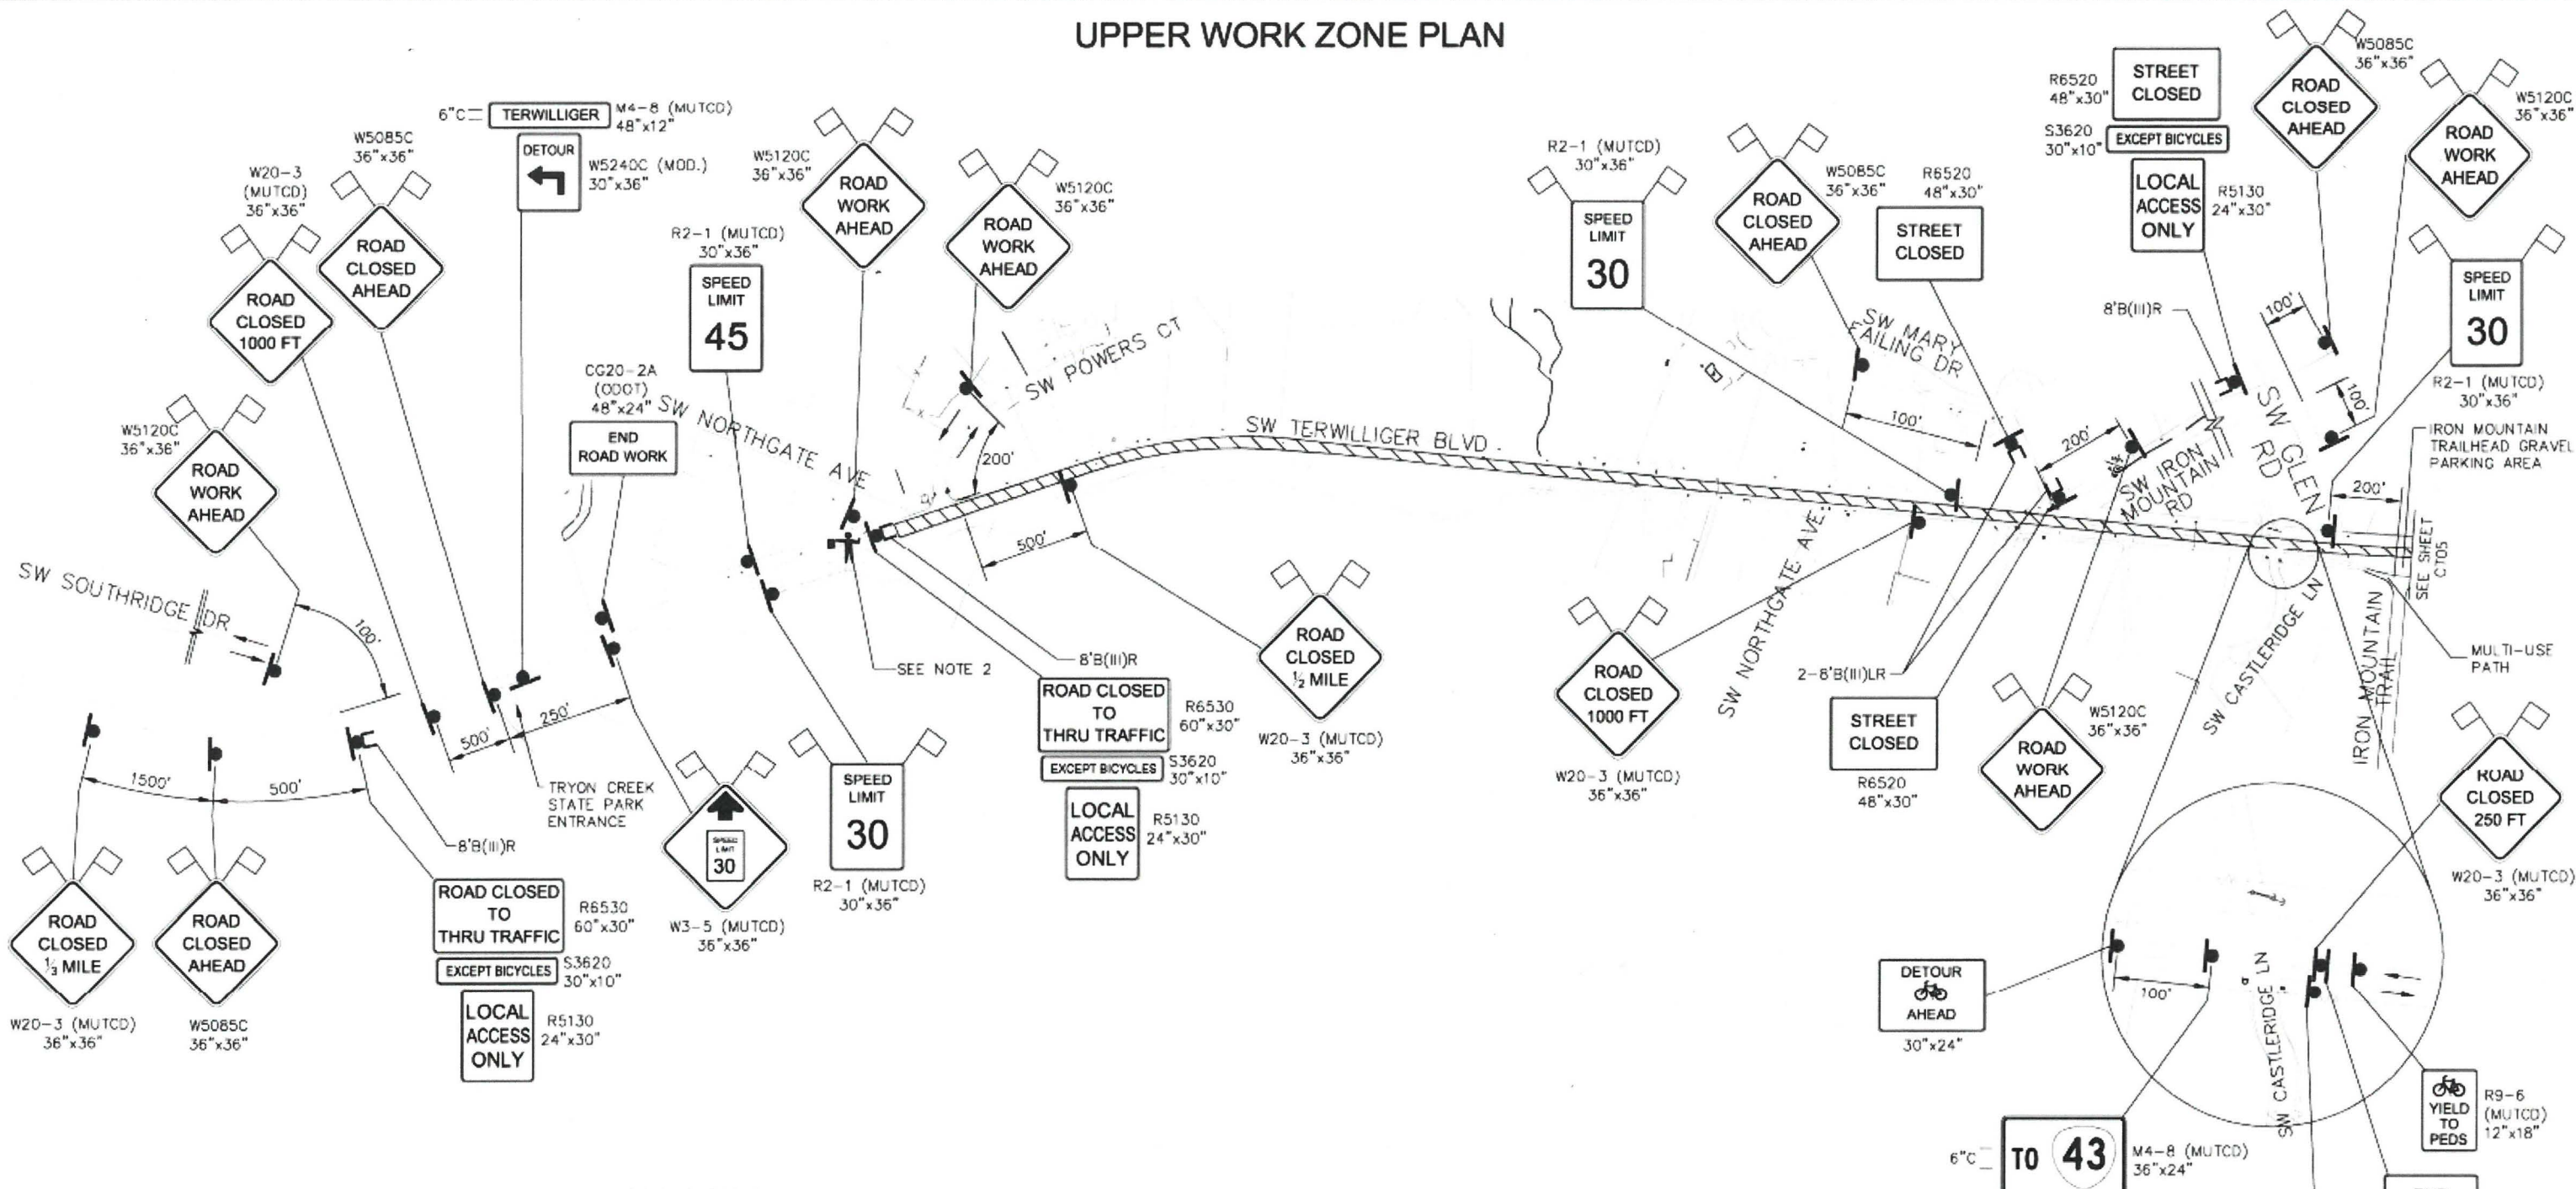 UPPER WORK ZONE PLAN
6"C
TERWILLIGER
M4-8 (MUTCD)
48"x12"
DETOUR
W5240C (MOD.)
30"x36"
W5085C
36"x36"
ROAD
CLOSED
AHEAD
W20-3
(MUTCD)
36"x36"
ROAD
CLOSED
1000 FT
W5120C
36"x36"
ROAD
WORK
AHEAD
SW SOUTHRIDGE DR
100'
1500'
500'
500'
250'
TRYON CREEK
STATE PARK
ENTRANCE
8'B(III)R
ROAD
CLOSED
1/3 MILE
W20-3 (MUTCD)
36"x36"
ROAD
CLOSED
AHEAD
W5085C
36"x36"
ROAD CLOSED
TO
THRU TRAFFIC
R6530
60"x30"
EXCEPT BICYCLES
S3620
30"x10"
LOCAL
ACCESS
ONLY
R5130
24"x30"
CG20-2A
(ODOT)
48"x24"
END
ROAD WORK
R2-1 (MUTCD)
30"x36"
SPEED
LIMIT
45
W5120C
36"x36"
ROAD
WORK
AHEAD
W5120C
36"x36"
ROAD
WORK
AHEAD
SW NORTHGATE AVE
SW POWERS CT
200'
500'
SW TERWILLIGER BLVD.
SEE NOTE 2
8'B(III)R
SPEED
LIMIT
30
W3-5 (MUTCD)
36"x36"
SPEED
LIMIT
30
R2-1 (MUTCD)
30"x36"
ROAD CLOSED
TO
THRU TRAFFIC
R6530
60"x30"
EXCEPT BICYCLES
S3620
30"x10"
LOCAL
ACCESS
ONLY
R5130
24"x30"
ROAD
CLOSED
1/2 MILE
W20-3 (MUTCD)
36"x36"
R2-1 (MUTCD)
30"x36"
SPEED
LIMIT
30
W5085C
36"x36"
ROAD
CLOSED
AHEAD
R6520
48"x30"
STREET
CLOSED
SW MARY
FAILING DR
100'
200'
SW IRON
MOUNTAIN
RD
SW NORTHGATE AVE.
ROAD
CLOSED
1000 FT
W20-3 (MUTCD)
36"x36"
2-8'B(III)LR
STREET
CLOSED
R6520
48"x30"
W5120C
36"x36"
ROAD
WORK
AHEAD
R6520
48"x30"
STREET
CLOSED
S3620
30"x10"
EXCEPT BICYCLES
LOCAL
ACCESS
ONLY
R5130
24"x30"
8'B(III)R
W5085C
36"x36"
ROAD
CLOSED
AHEAD
W5120C
36"x36"
ROAD
WORK
AHEAD
100'
100'
SW GLEN
RD
SPEED
LIMIT
30
R2-1 (MUTCD)
30"x36"
IRON MOUNTAIN
TRAILHEAD GRAVEL
PARKING AREA
200'
SEE SHEET
CT05
SW CASTLERIDGE LN
IRON MOUNTAIN
TRAIL
MULTI-USE
PATH
ROAD
CLOSED
250 FT
W20-3 (MUTCD)
36"x36"
DETOUR
AHEAD
30"x24"
100'
SW CASTLERIDGE LN
YIELD
TO
PEDS
R9-6
(MUTCD)
12"x18"
6"C
TO 43
M4-8 (MUTCD)
36"x24"